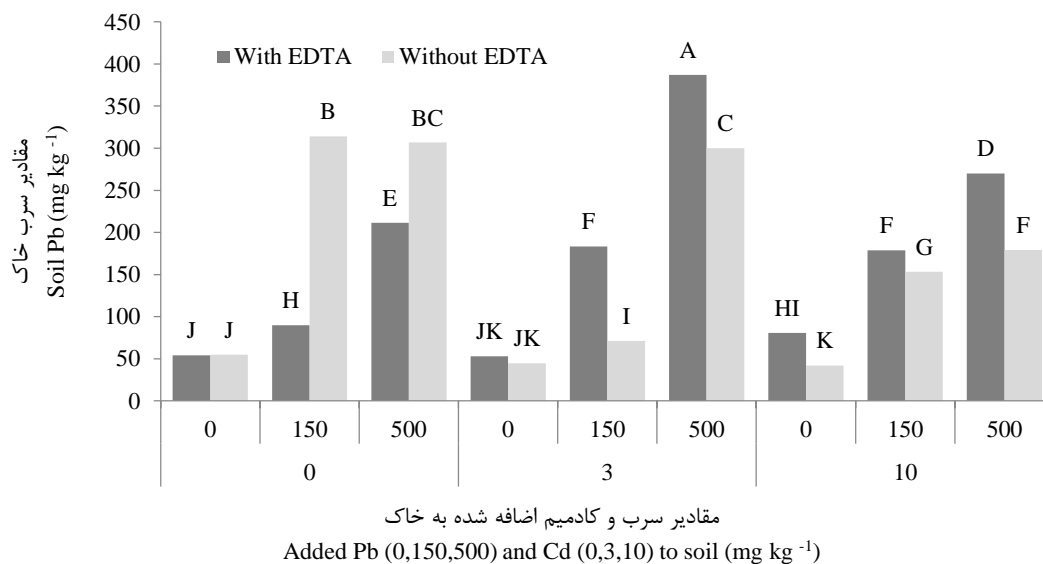 450
400
350
300
250
200
150
100
50
0
مقادیر سرب خاک
Soil Pb (mg kg -1)
With EDTA Without EDTA
J J H B E BC JK JK F I A C HI K F G D F
0 150 500 0 150 500 0 150 500
0 3 10
مقادیر سرب و کادمیم اضافه شده به خاک
Added Pb (0,150,500) and Cd (0,3,10) to soil (mg kg -1)